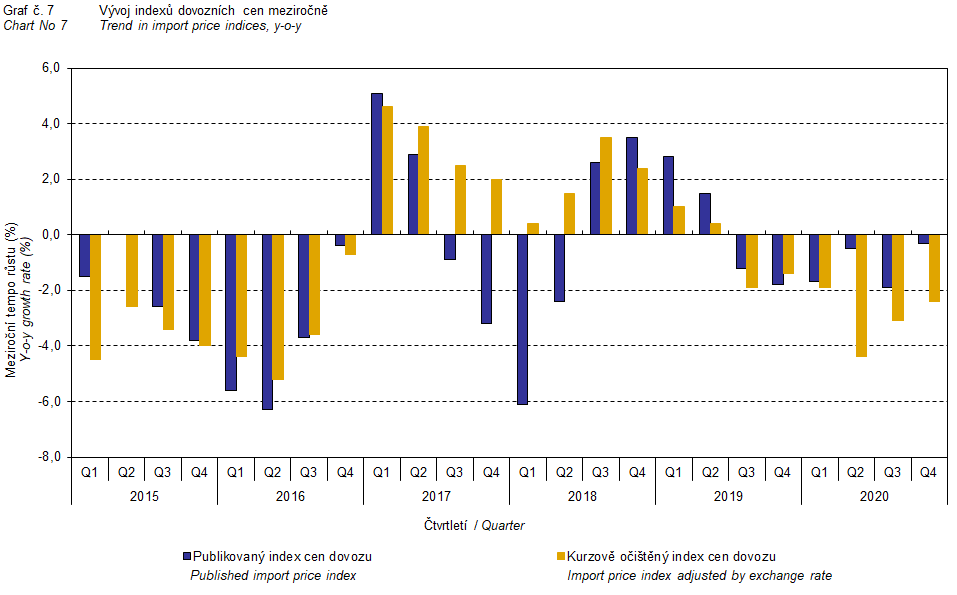 Graf č. 7 Vývoj indexů dovozních cen meziročně
Chart No 7 Trend in import price indices, y-o-y
Meziroční tempo růstu (%)
Y-o-y growth rate (%)
6,0
4,0
2,0
0,0
-2,0
-4,0
-6,0
-8,0
Q1 Q2 Q3 Q4 Q1 Q2 Q3 Q4 Q1 Q2 Q3 Q4 Q1 Q2 Q3 Q4 Q1 Q2 Q3 Q4 Q1 Q2 Q3 Q4
2015 2016 2017 2018 2019 2020
Čtvrtletí / Quarter
Publikovaný index cen dovozu Kurzově očištěný index cen dovozu
Published import price index Import price index adjusted by exchange rate